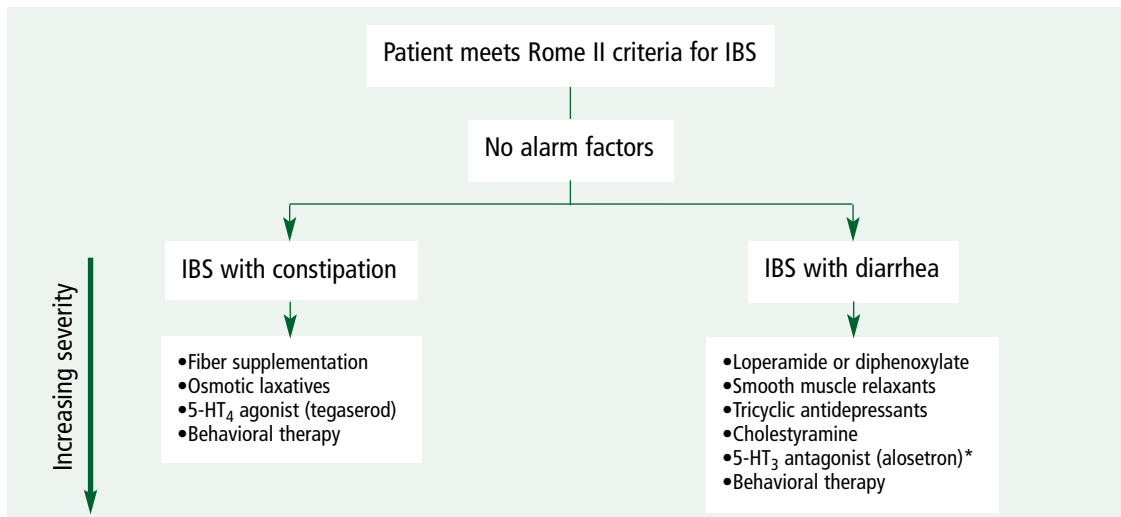 Patient meets Rome II criteria for IBS
No alarm factors
Increasing severity
IBS with constipation
•Fiber supplementation
•Osmotic laxatives
•5-HT₄ agonist (tegaserod)
•Behavioral therapy
IBS with diarrhea
•Loperamide or diphenoxylate
•Smooth muscle relaxants
•Tricyclic antidepressants
•Cholestyramine
•5-HT₃ antagonist (alosetron)*
•Behavioral therapy